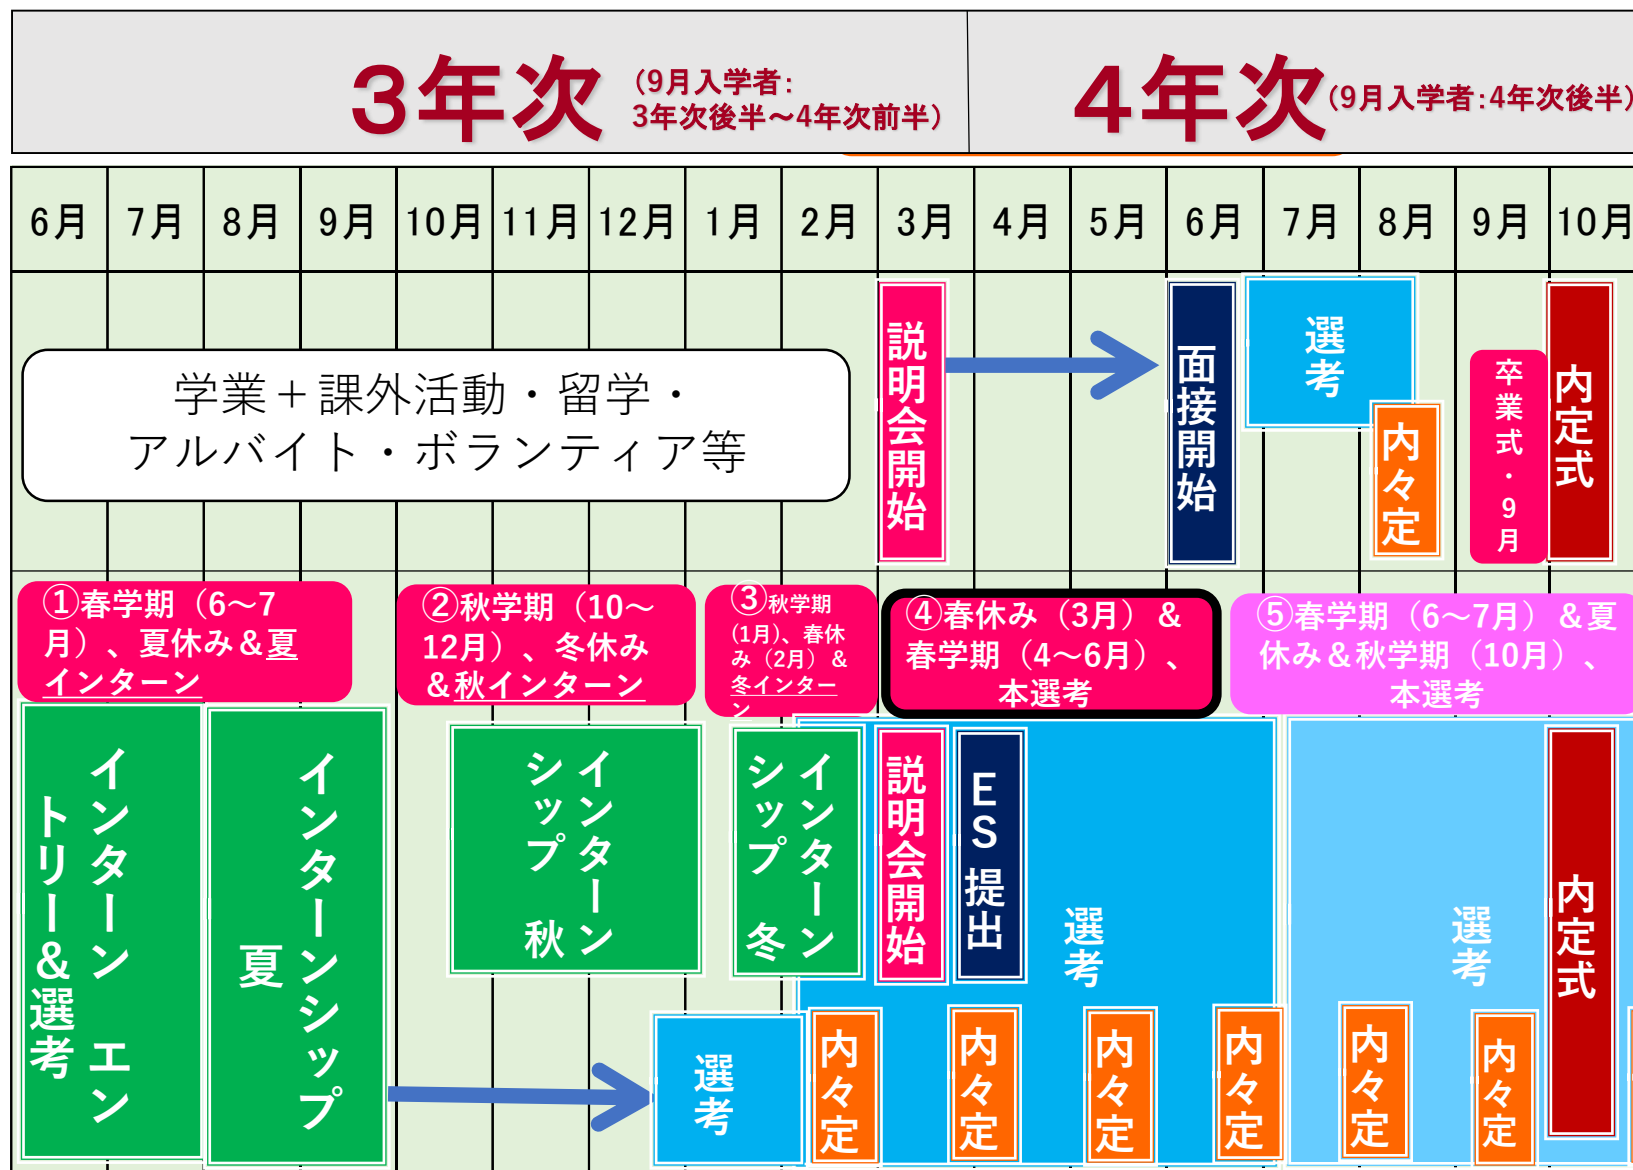 3年次
(9月入学者:
3年次後半～4年次前半)
4年次
(9月入学者:4年次後半)
6月
7月
8月
9月
10月
11月
12月
1月
2月
3月
4月
5月
6月
7月
8月
9月
10月
学業＋課外活動・留学・
アルバイト・ボランティア等
説明会開始
面接開始
選考
内々定
卒業式・9月
内定式
①春学期（6～7
月）、夏休み＆夏
インターン
②秋学期（10～
12月）、冬休み
＆秋インターン
③秋学期
(1月)、春休
み（2月）＆
冬インター
ン
④春休み（3月）＆
春学期（4～6月）、
本選考
⑤春学期（6～7月）＆夏
休み＆秋学期（10月）、
本選考
インターン エン
トリー＆選考
インターンシップ
夏
インターン
シップ 秋
インターン
シップ 冬
説明会開始
ES提出
選考
選考
内定式
選考
内々定
内々定
内々定
内々定
内々定
内々定